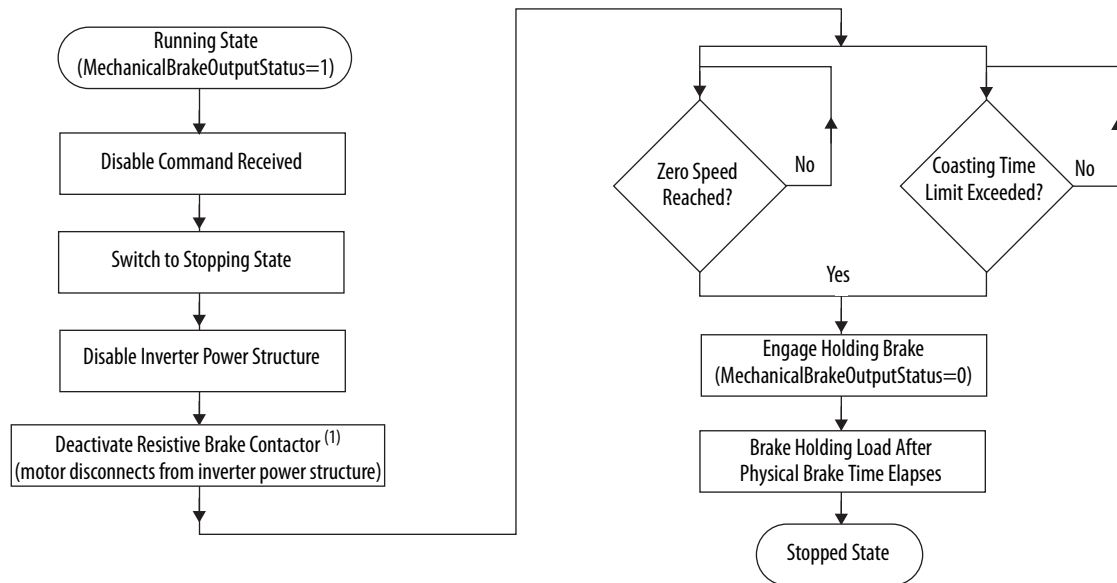 Running State
(MechanicalBrakeOutputStatus=1)
Disable Command Received
Switch to Stopping State
Disable Inverter Power Structure
Deactivate Resistive Brake Contactor (1)
(motor disconnects from inverter power structure)
Zero Speed
Reached?
No
Coasting Time
Limit Exceeded?
No
Yes
Engage Holding Brake
(MechanicalBrakeOutputStatus=0)
Brake Holding Load After
Physical Brake Time Elapses
Stopped State